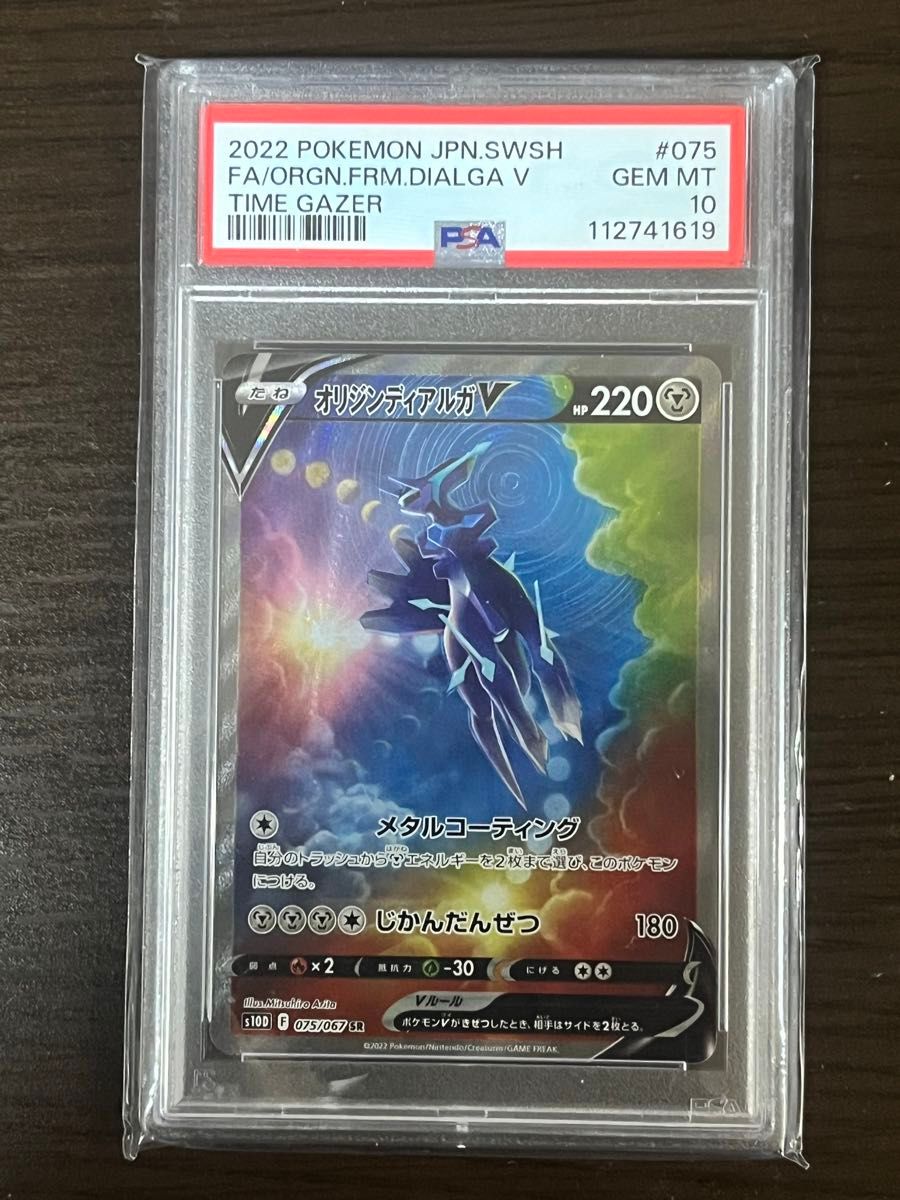 2022 POKEMON JPN.SWSH #075
FA/ORGN.FRM.DIALGA V GEM MT
TIME GAZER 10
PSA 112741619
たね オリジンディアルガV HP 220
メタルコーティング
自分のトラッシュからエネルギーを2枚まで選び、このポケモン
につける。
じかんだんぜつ 180
弱点 ×2 抵抗力 -30 にげる
Illus.Mitsuhiro Arita
Vルール
s10D F 075/067 SR
ポケモンVがきぜつしたとき、相手はサイドを2枚とる。
©2022 Pokémon/Nintendo/Creatures/GAME FREAK.
PSA